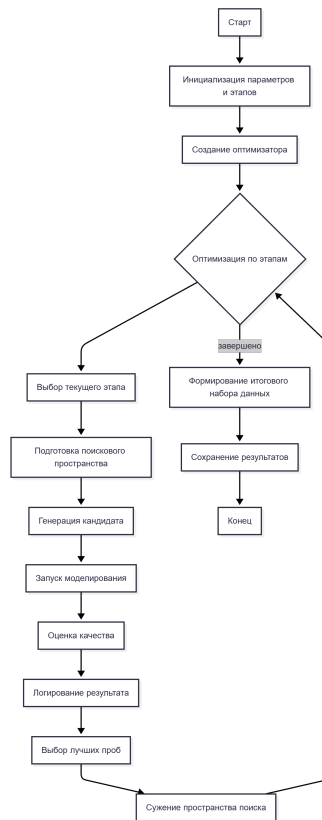 Старт
Инициализация параметров
и этапов
Создание оптимизатора
Оптимизация по этапам
завершено
Выбор текущего этапа
Формирование итогового
набора данных
Подготовка поискового
пространства
Сохранение результатов
Генерация кандидата
Конец
Запуск моделирования
Оценка качества
Логирование результата
Выбор лучших проб
Сужение пространства поиска